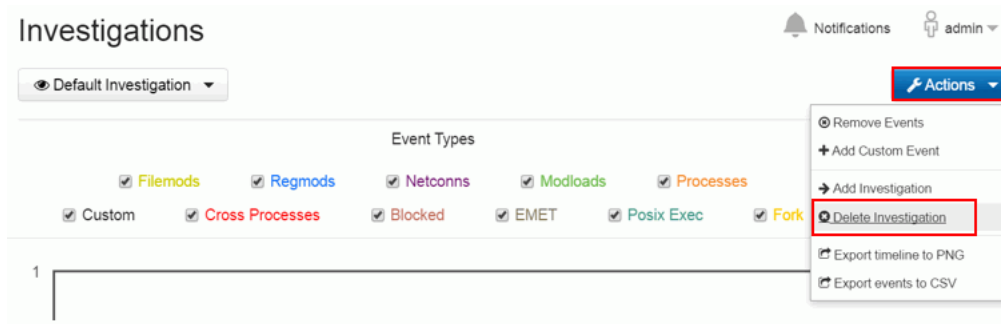 Investigations
Notifications
admin
Default Investigation
Actions
Remove Events
Add Custom Event
Add Investigation
Delete Investigation
Export timeline to PNG
Export events to CSV
Event Types
Filemods Regmods Netconns Modloads Processes
Custom Cross Processes Blocked EMET Posix Exec Fork
1